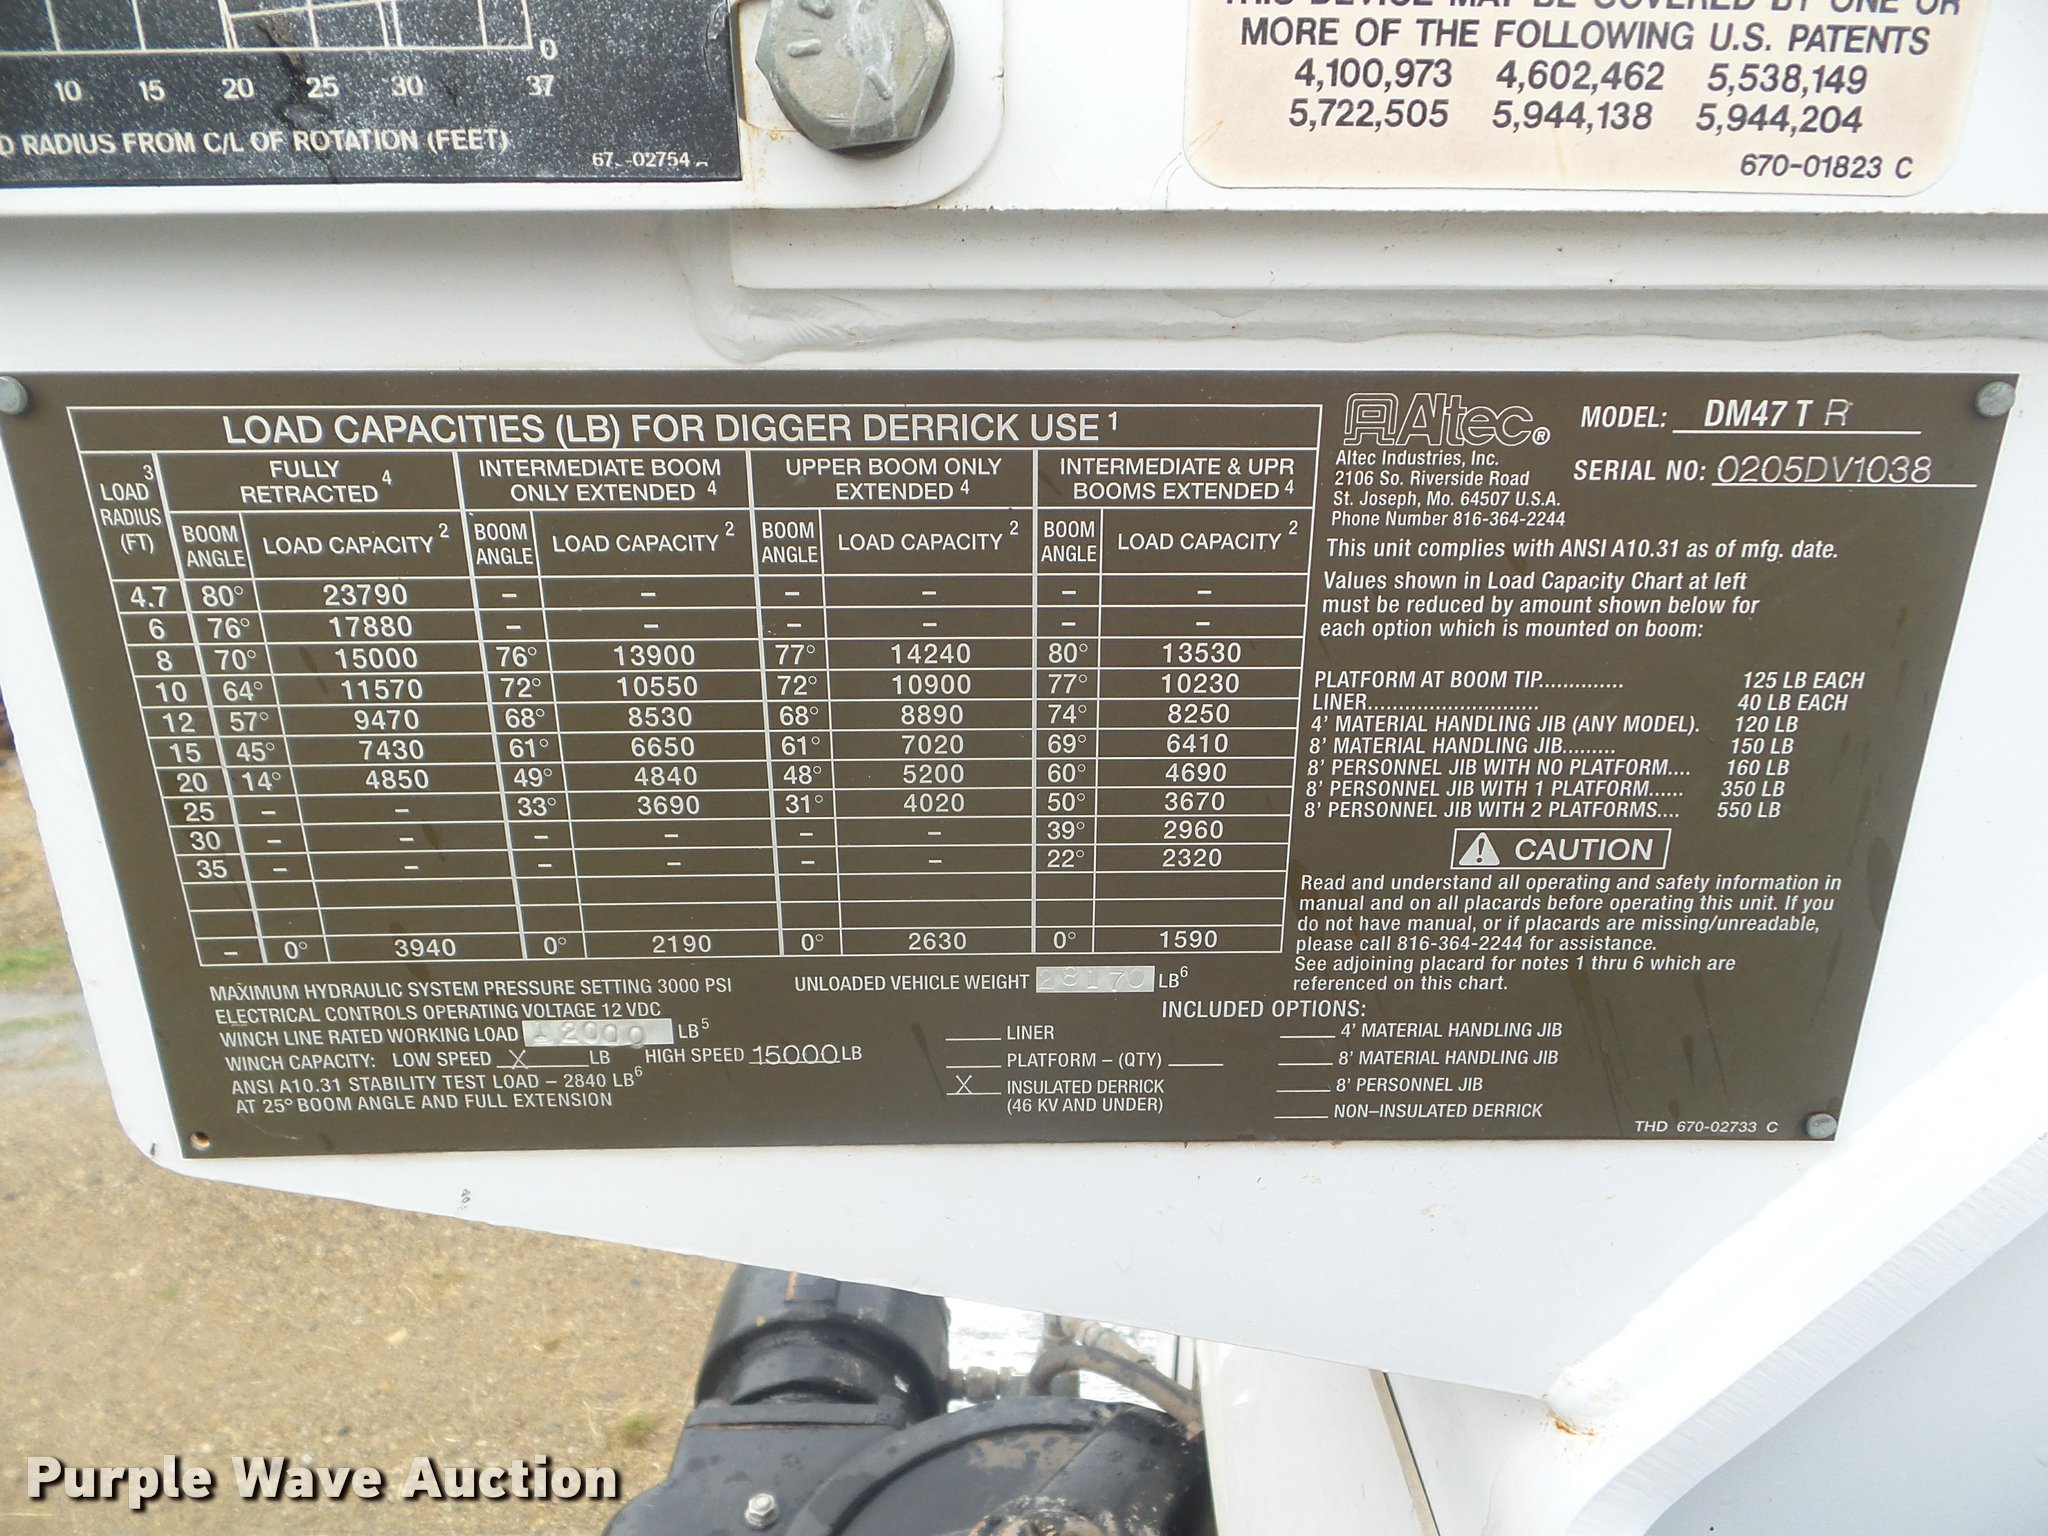 0
10 15 20 25 30 37
D RADIUS FROM C/L OF ROTATION (FEET)
THIS DEVICE MAY BE COVERED BY ONE OR
MORE OF THE FOLLOWING U.S. PATENTS
4,100,973 4,602,462 5,538,149
5,722,505 5,944,138 5,944,204
670-01823 C
LOAD CAPACITIES (LB) FOR DIGGER DERRICK USE 1
LOAD 3 RADIUS (FT)
FULLY RETRACTED 4
INTERMEDIATE BOOM ONLY EXTENDED 4
UPPER BOOM ONLY EXTENDED 4
INTERMEDIATE & UPR BOOMS EXTENDED 4
BOOM ANGLE LOAD CAPACITY 2 BOOM ANGLE LOAD CAPACITY 2 BOOM ANGLE LOAD CAPACITY 2 BOOM ANGLE LOAD CAPACITY 2
4.7 80° 23790 – – – – – –
6 76° 17880 – – – – – –
8 70° 15000 76° 13900 77° 14240 80° 13530
10 64° 11570 72° 10550 72° 10900 77° 10230
12 57° 9470 68° 8530 68° 8890 74° 8250
15 45° 7430 61° 6650 61° 7020 69° 6410
20 14° 4850 49° 4840 48° 5200 60° 4690
25 – – 33° 3690 31° 4020 50° 3670
30 – – – – – – 39° 2960
35 – – – – – – 22° 2320
– 0° 3940 0° 2190 0° 2630 0° 1590
MAXIMUM HYDRAULIC SYSTEM PRESSURE SETTING 3000 PSI
ELECTRICAL CONTROLS OPERATING VOLTAGE 12 VDC
WINCH LINE RATED WORKING LOAD 12000 LB5
WINCH CAPACITY: LOW SPEED X LB HIGH SPEED 15000 LB
ANSI A10.31 STABILITY TEST LOAD – 2840 LB6
AT 25° BOOM ANGLE AND FULL EXTENSION
UNLOADED VEHICLE WEIGHT 28170 LB6
INCLUDED OPTIONS:
LINER
PLATFORM – (QTY)
X INSULATED DERRICK
(46 KV AND UNDER)
4' MATERIAL HANDLING JIB
8' MATERIAL HANDLING JIB
8' PERSONNEL JIB
NON–INSULATED DERRICK
Altec®
Altec Industries, Inc.
2106 So. Riverside Road
St. Joseph, Mo. 64507 U.S.A.
Phone Number 816-364-2244
MODEL: DM47 T R
SERIAL NO: 0205DV1038
This unit complies with ANSI A10.31 as of mfg. date.
Values shown in Load Capacity Chart at left
must be reduced by amount shown below for
each option which is mounted on boom:
PLATFORM AT BOOM TIP............. 125 LB EACH
LINER........................... 40 LB EACH
4' MATERIAL HANDLING JIB (ANY MODEL). 120 LB
8' MATERIAL HANDLING JIB......... 150 LB
8' PERSONNEL JIB WITH NO PLATFORM.... 160 LB
8' PERSONNEL JIB WITH 1 PLATFORM...... 350 LB
8' PERSONNEL JIB WITH 2 PLATFORMS.... 550 LB
CAUTION
Read and understand all operating and safety information in
manual and on all placards before operating this unit. If you
do not have manual, or if placards are missing/unreadable,
please call 816-364-2244 for assistance.
See adjoining placard for notes 1 thru 6 which are
referenced on this chart.
THD 670-02733 C
Purple Wave Auction